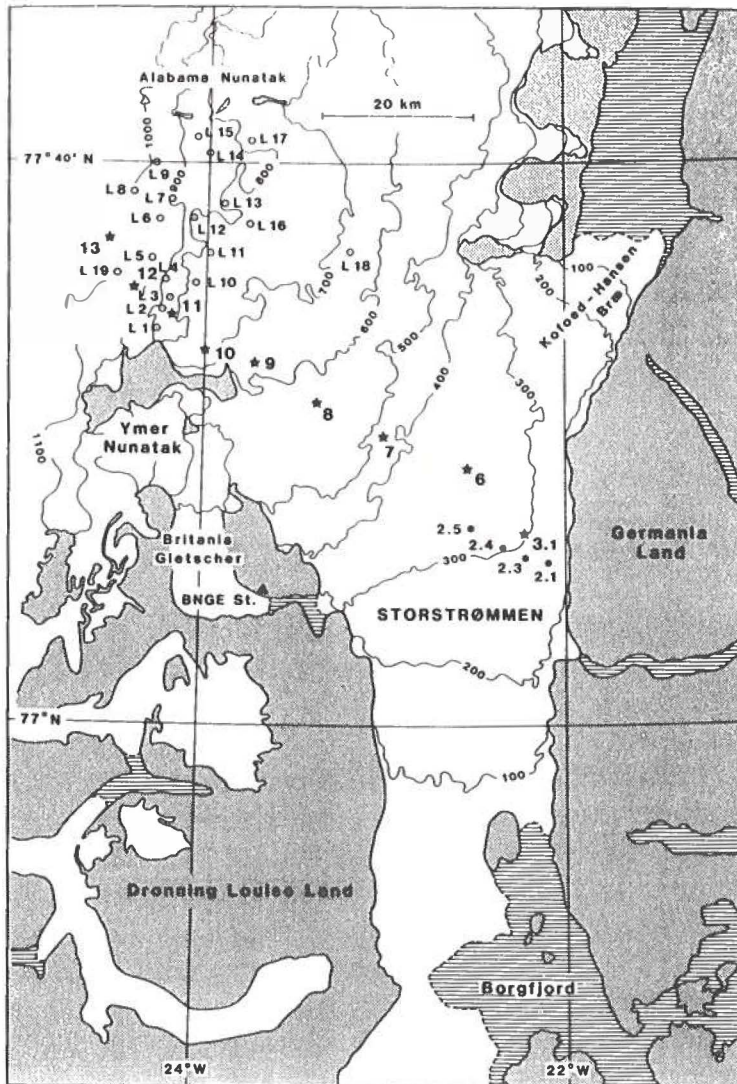 Alabama Nunatak
20 km
1000
L 15
L 17
77°40' N
L 14
L 9
600
L 8
900
L 7
L 13
L 6
L 12
L 16
13
L 11
L 18
L 5
L 4
L 19
12
L 10
700
100
L 3
200
L 2
11
600
Kofoed-Hansen
Bræ
L 1
500
10
1000
9
400
300
8
Ymer
Nunatak
7
1100
6
2.5
Germania
Land
Britania
Gletscher
2.4
3.1
300
2.3
2.1
BNGE St.
STORSTRØMMEN
200
77° N
100
Dronning Louise Land
Borgfjord
24°W
22°W